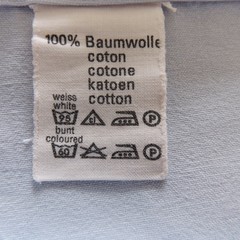 100% Baumwolle
coton
cotone
katoen
cotton
weiss
white
95 c l P
bunt
coloured
60 P